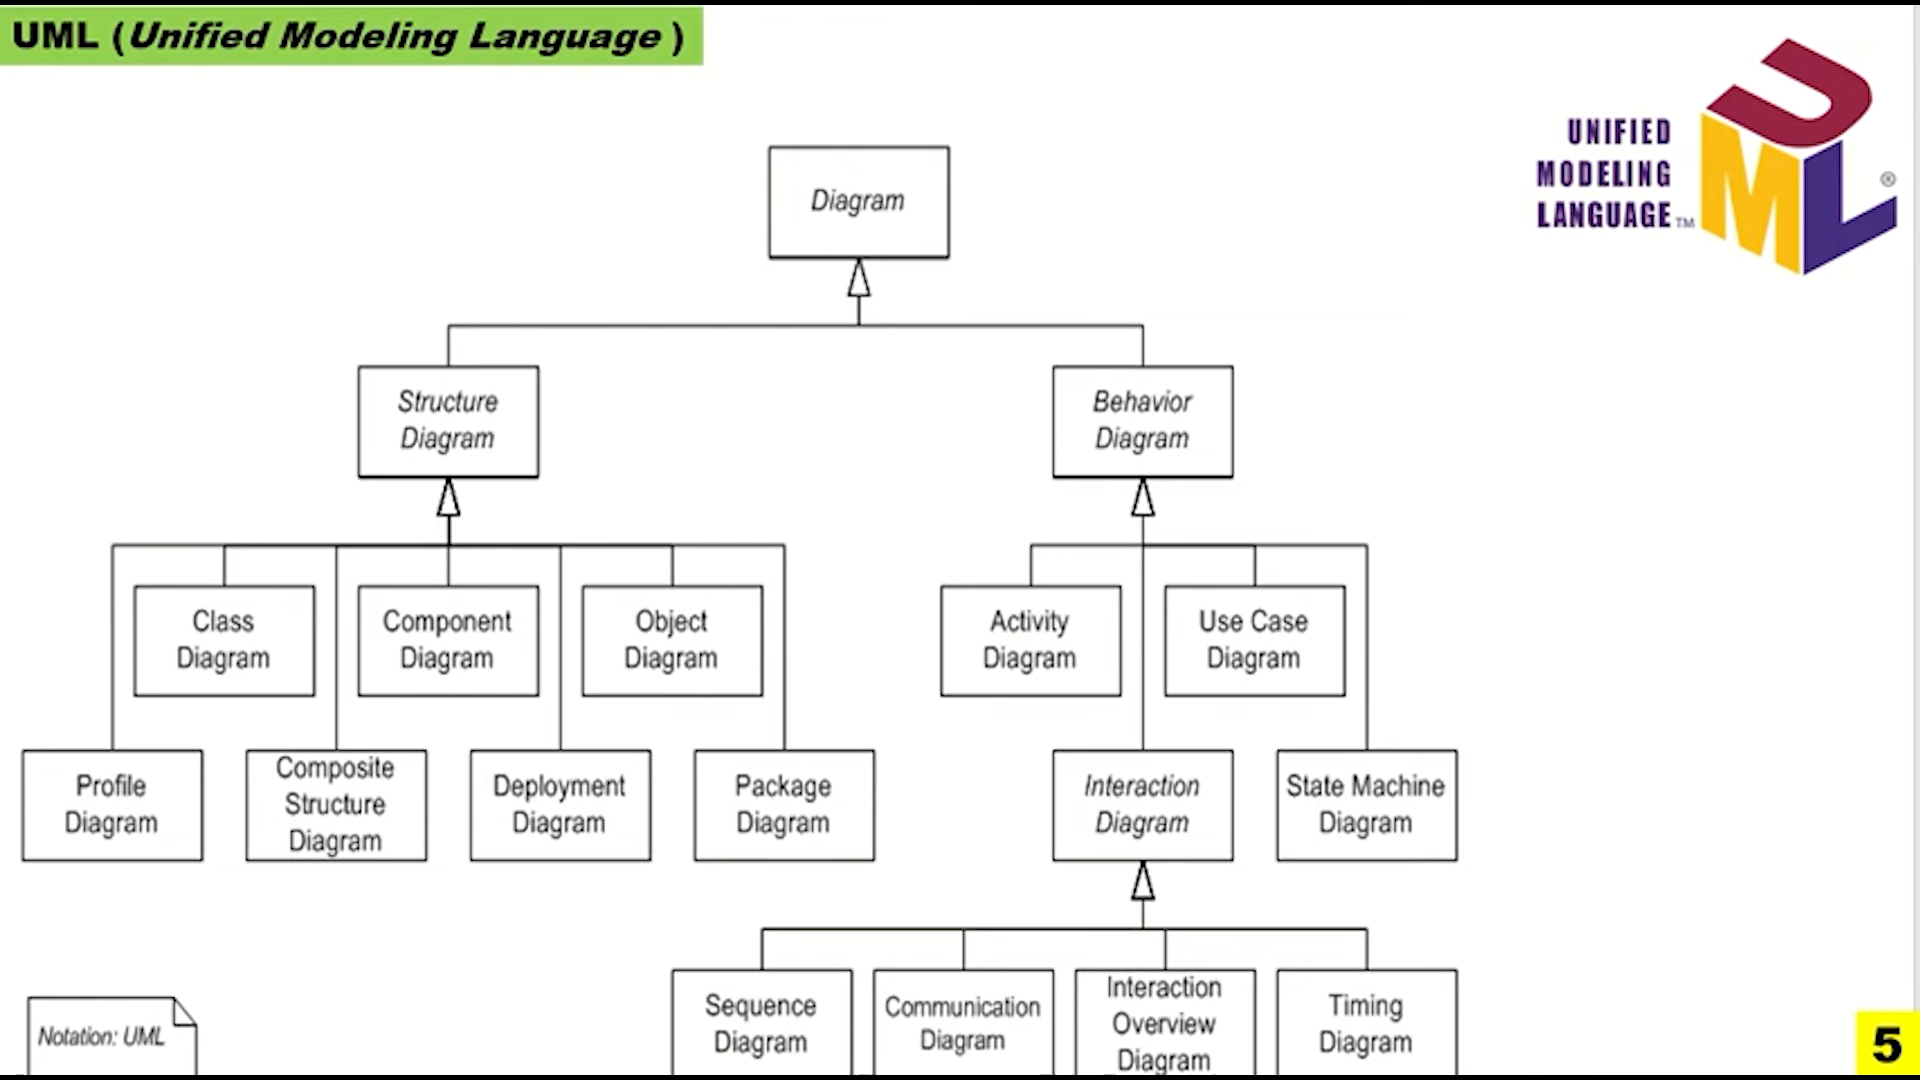 UML (Unified Modeling Language )
UNIFIED
MODELING
LANGUAGE TM
UML ®
Diagram
Structure
Diagram
Behavior
Diagram
Class
Diagram
Component
Diagram
Object
Diagram
Activity
Diagram
Use Case
Diagram
Profile
Diagram
Composite
Structure
Diagram
Deployment
Diagram
Package
Diagram
Interaction
Diagram
State Machine
Diagram
Sequence
Diagram
Communication
Diagram
Interaction
Overview
Diagram
Timing
Diagram
Notation: UML
5